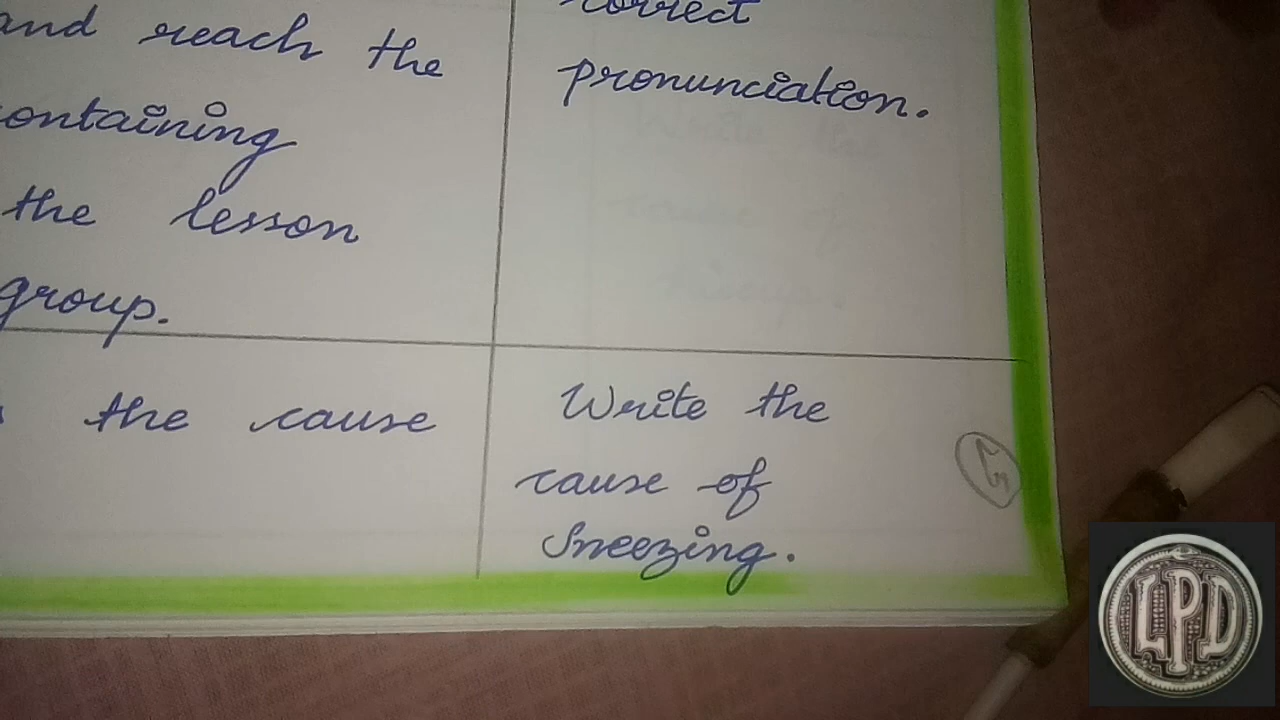 and reach the
containing
the lesson
group.
correct
pronunciation.
the cause
Write the
cause of
Sneezing.
LPD